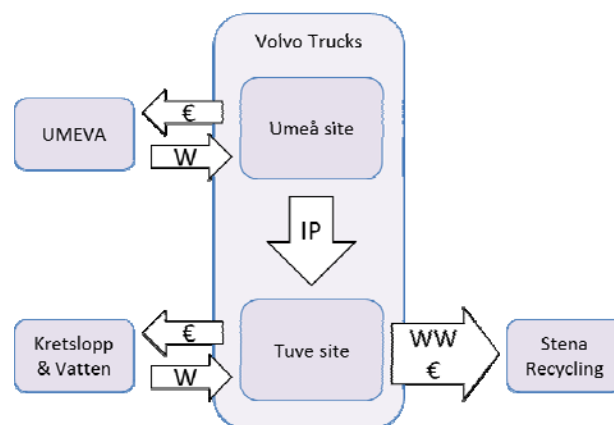 Volvo Trucks
€
UMEVA
Umeå site
W
IP
€
Kretslopp
& Vatten
Tuve site
W
WW
€
Stena
Recycling